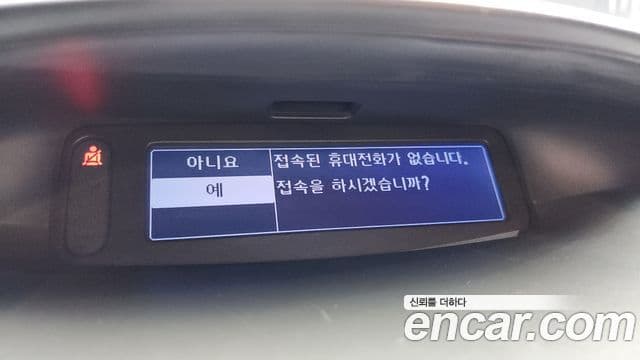 아니요
예
접속된 휴대전화가 없습니다.
접속을 하시겠습니까?
신뢰를 더하다
encar.com